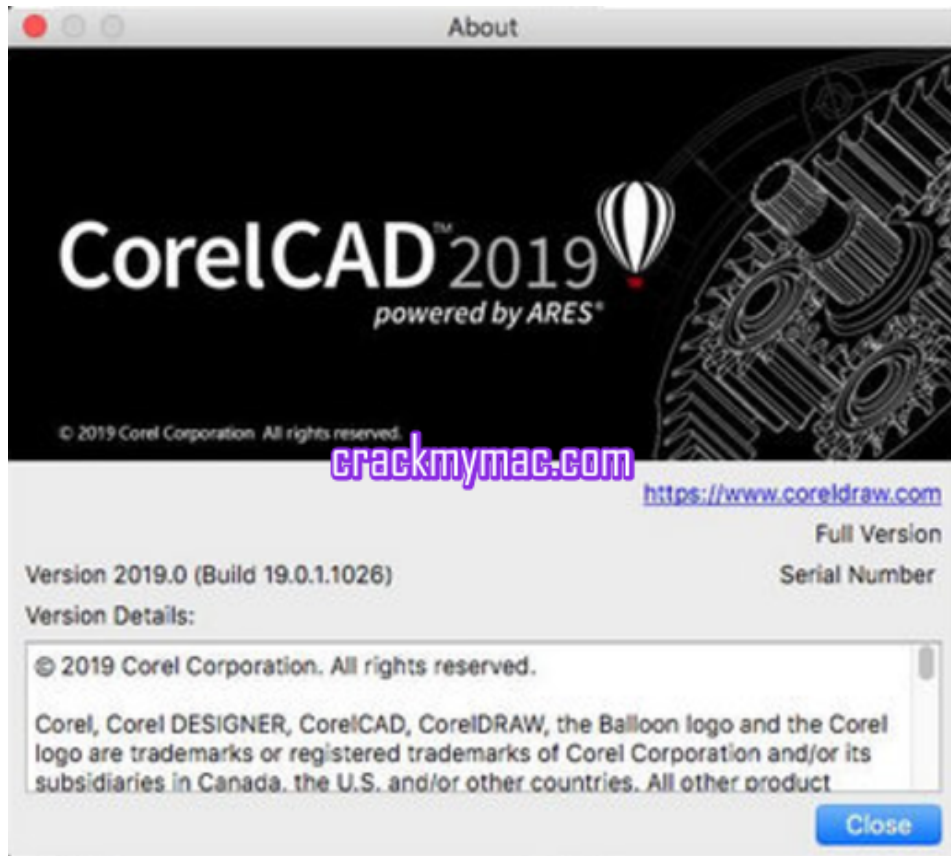 About
CorelCAD™ 2019
powered by ARES®
© 2019 Corel Corporation All rights reserved.
crackmymac.com
https://www.coreldraw.com
Full Version
Version 2019.0 (Build 19.0.1.1026)
Serial Number
Version Details:
© 2019 Corel Corporation. All rights reserved.
Corel, Corel DESIGNER, CorelCAD, CorelDRAW, the Balloon logo and the Corel
logo are trademarks or registered trademarks of Corel Corporation and/or its
subsidiaries in Canada, the U.S. and/or other countries. All other product
Close